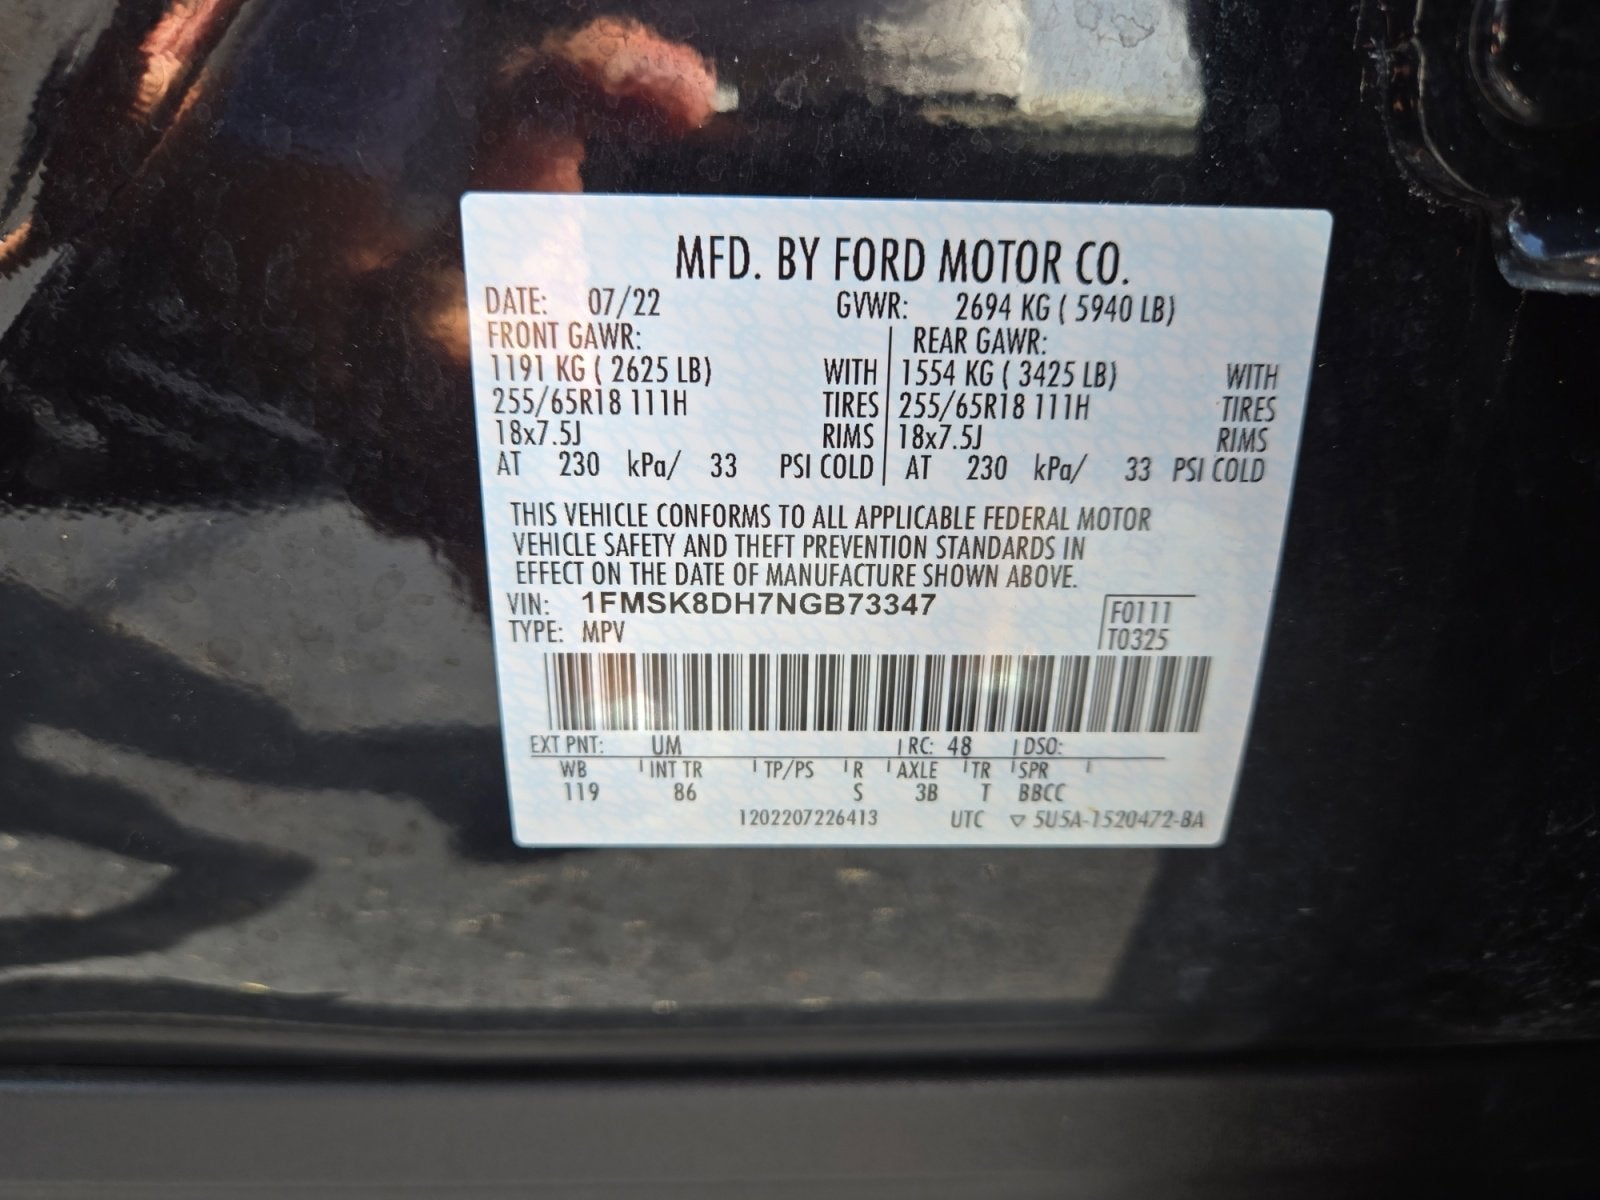 MFD. BY FORD MOTOR CO.
DATE: 07/22 GVWR: 2694 KG ( 5940 LB)
FRONT GAWR: REAR GAWR:
1191 KG ( 2625 LB) WITH 1554 KG ( 3425 LB) WITH
255/65R18 111H TIRES 255/65R18 111H TIRES
18x7.5J RIMS 18x7.5J RIMS
AT 230 kPa/ 33 PSI COLD AT 230 kPa/ 33 PSI COLD
THIS VEHICLE CONFORMS TO ALL APPLICABLE FEDERAL MOTOR
VEHICLE SAFETY AND THEFT PREVENTION STANDARDS IN
EFFECT ON THE DATE OF MANUFACTURE SHOWN ABOVE.
VIN: 1FMSK8DH7NGB73347 F0111
TYPE: MPV T0325
EXT PNT: UM RC: 48 DSO:
WB INT TR TP/PS R AXLE TR SPR
119 86 S 3B T BBCC
1202207226413 UTC ▽ 5U5A-1520472-BA